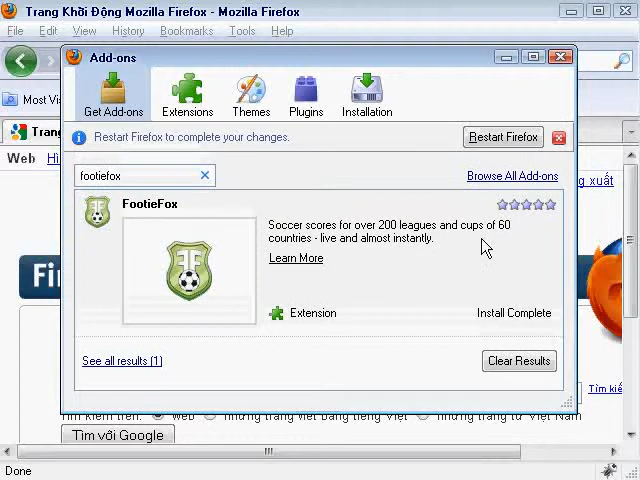 Trang Khởi Động Mozilla Firefox - Mozilla Firefox
File Edit View History Bookmarks Tools Help
Add-ons
Most Vis
Get Add-ons Extensions Themes Plugins Installation
Restart Firefox to complete your changes. Restart Firefox
Trang
Web Hì
footiefox
Browse All Add-ons
xuất
FootieFox
Soccer scores for over 200 leagues and cups of 60
countries - live and almost instantly.
Learn More
FF
Fir
Extension
Install Complete
See all results (1)
Clear Results
Tìm kiế
Tìm kiếm trên: web những trang viết bằng tiếng Việt những trang từ Việt Nam
Tìm với Google
Done